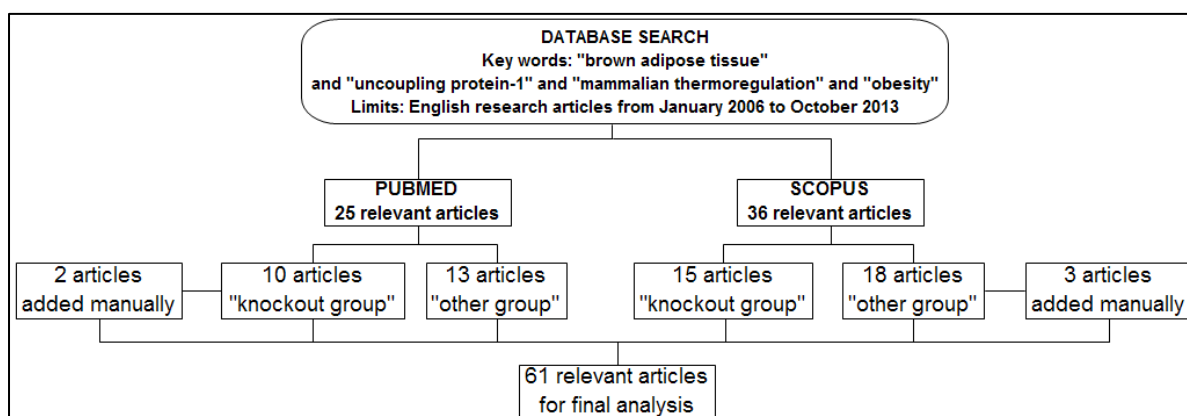 DATABASE SEARCH
Key words: "brown adipose tissue"
and "uncoupling protein-1" and "mammalian thermoregulation" and "obesity"
Limits: English research articles from January 2006 to October 2013
PUBMED
25 relevant articles
SCOPUS
36 relevant articles
2 articles
added manually
10 articles
"knockout group"
13 articles
"other group"
15 articles
"knockout group"
18 articles
"other group"
3 articles
added manually
61 relevant articles
for final analysis